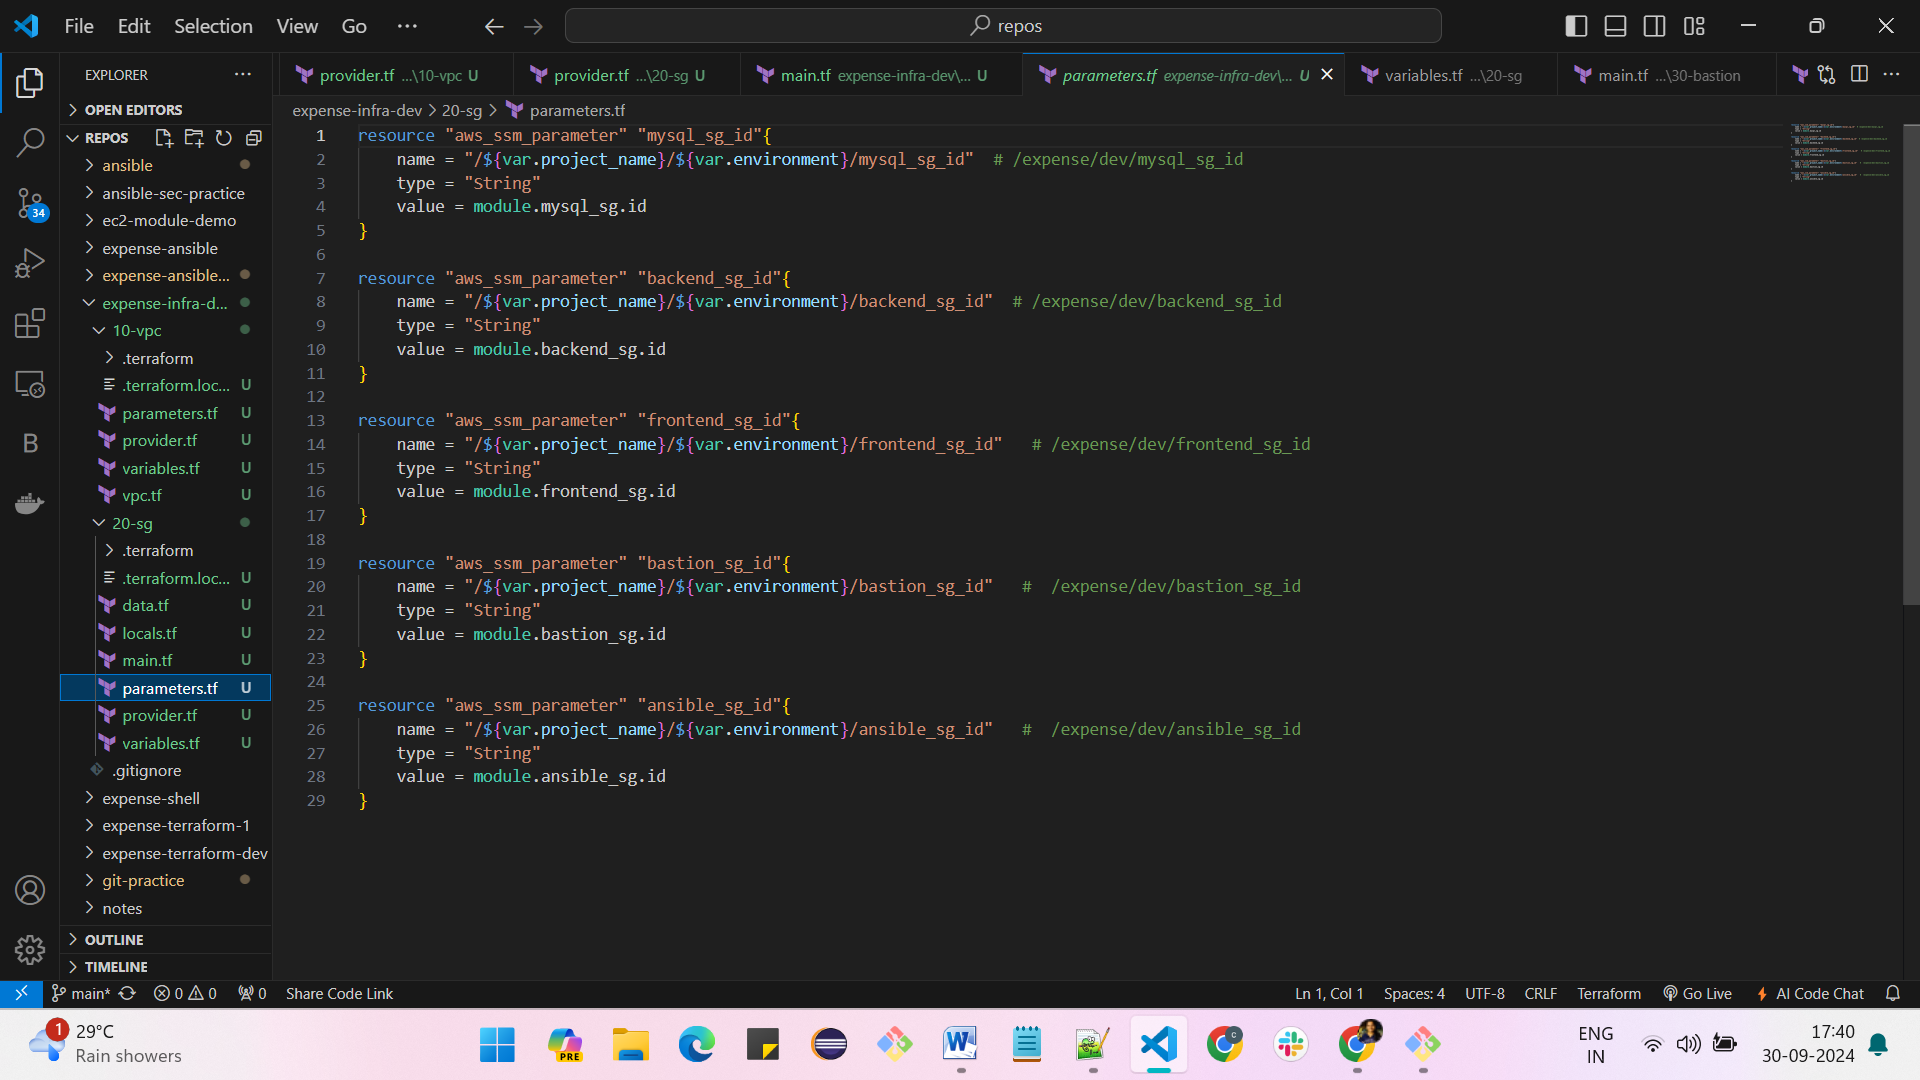 File Edit Selection View Go ··· repos
EXPLORER ···
OPEN EDITORS
REPOS
ansible
ansible-sec-practice
34
ec2-module-demo
expense-ansible
expense-ansible...
expense-infra-d...
10-vpc
.terraform
.terraform.loc... U
parameters.tf U
provider.tf U
variables.tf U
vpc.tf U
20-sg
.terraform
.terraform.loc... U
data.tf U
locals.tf U
main.tf U
parameters.tf U
provider.tf U
variables.tf U
.gitignore
expense-shell
expense-terraform-1
expense-terraform-dev
git-practice
notes
OUTLINE
TIMELINE
B
provider.tf ...\10-vpc U provider.tf ...\20-sg U main.tf expense-infra-dev\... U parameters.tf expense-infra-dev\... U variables.tf ...\20-sg main.tf ...\30-bastion ···
expense-infra-dev > 20-sg > parameters.tf
1 resource "aws_ssm_parameter" "mysql_sg_id"{
2 name = "/${var.project_name}/${var.environment}/mysql_sg_id" # /expense/dev/mysql_sg_id
3 type = "String"
4 value = module.mysql_sg.id
5 }
6
7 resource "aws_ssm_parameter" "backend_sg_id"{
8 name = "/${var.project_name}/${var.environment}/backend_sg_id" # /expense/dev/backend_sg_id
9 type = "String"
10 value = module.backend_sg.id
11 }
12
13 resource "aws_ssm_parameter" "frontend_sg_id"{
14 name = "/${var.project_name}/${var.environment}/frontend_sg_id" # /expense/dev/frontend_sg_id
15 type = "String"
16 value = module.frontend_sg.id
17 }
18
19 resource "aws_ssm_parameter" "bastion_sg_id"{
20 name = "/${var.project_name}/${var.environment}/bastion_sg_id" # /expense/dev/bastion_sg_id
21 type = "String"
22 value = module.bastion_sg.id
23 }
24
25 resource "aws_ssm_parameter" "ansible_sg_id"{
26 name = "/${var.project_name}/${var.environment}/ansible_sg_id" # /expense/dev/ansible_sg_id
27 type = "String"
28 value = module.ansible_sg.id
29 }
main* 0 0 0 Share Code Link Ln 1, Col 1 Spaces: 4 UTF-8 CRLF Terraform Go Live AI Code Chat
1 29°C
Rain showers
PRE
ENG
IN
17:40
30-09-2024